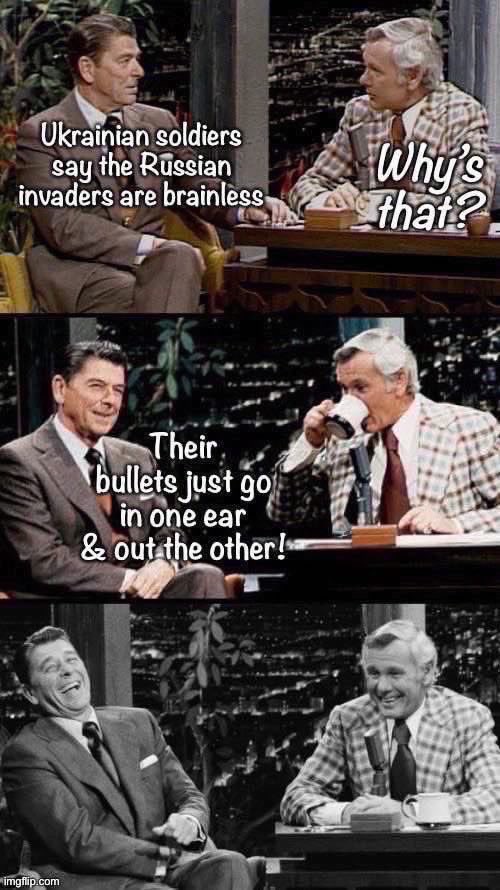 Ukrainian soldiers
say the Russian
invaders are brainless
Why's
that?
Their
bullets just go
in one ear
& out the other!
imgflip.com